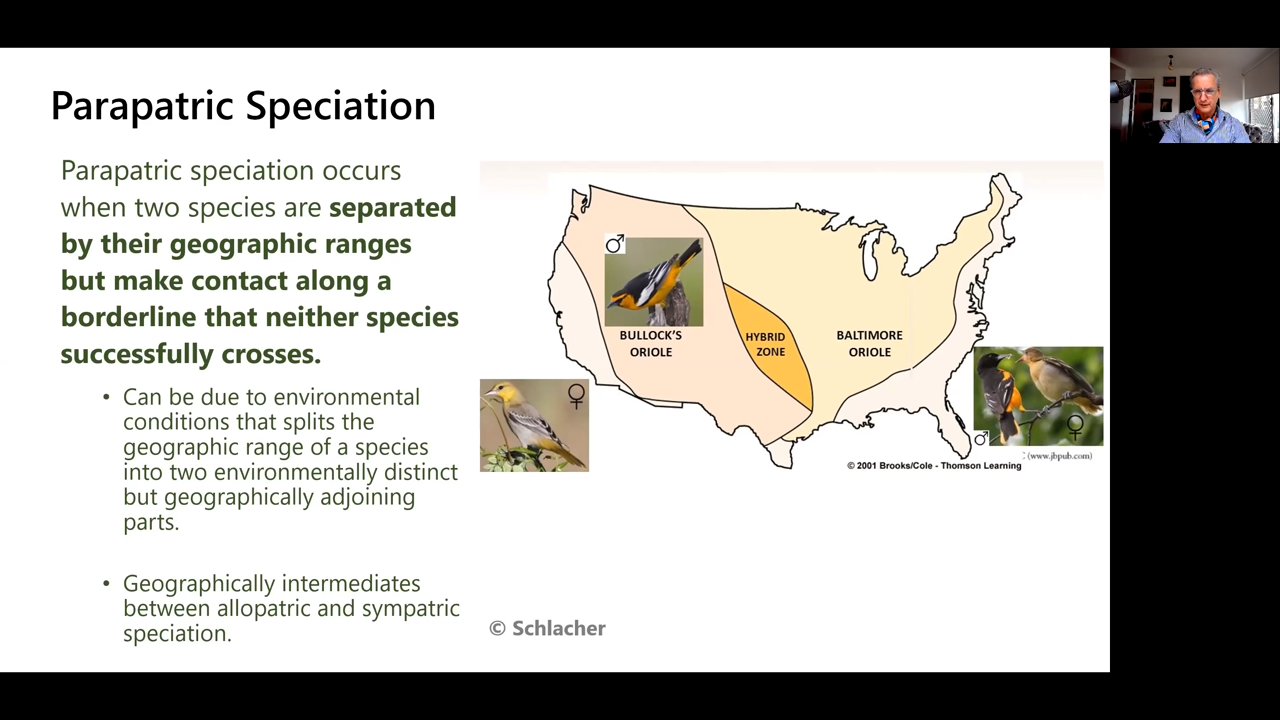 Parapatric Speciation
Parapatric speciation occurs
when two species are separated
by their geographic ranges
but make contact along a
borderline that neither species
successfully crosses.
• Can be due to environmental
conditions that splits the
geographic range of a species
into two environmentally distinct
but geographically adjoining
parts.
• Geographically intermediates
between allopatric and sympatric
speciation.
♂
BULLOCK'S
ORIOLE
HYBRID
ZONE
BALTIMORE
ORIOLE
♀
♂
♀
(www.jbpub.com)
© 2001 Brooks/Cole - Thomson Learning
© Schlacher